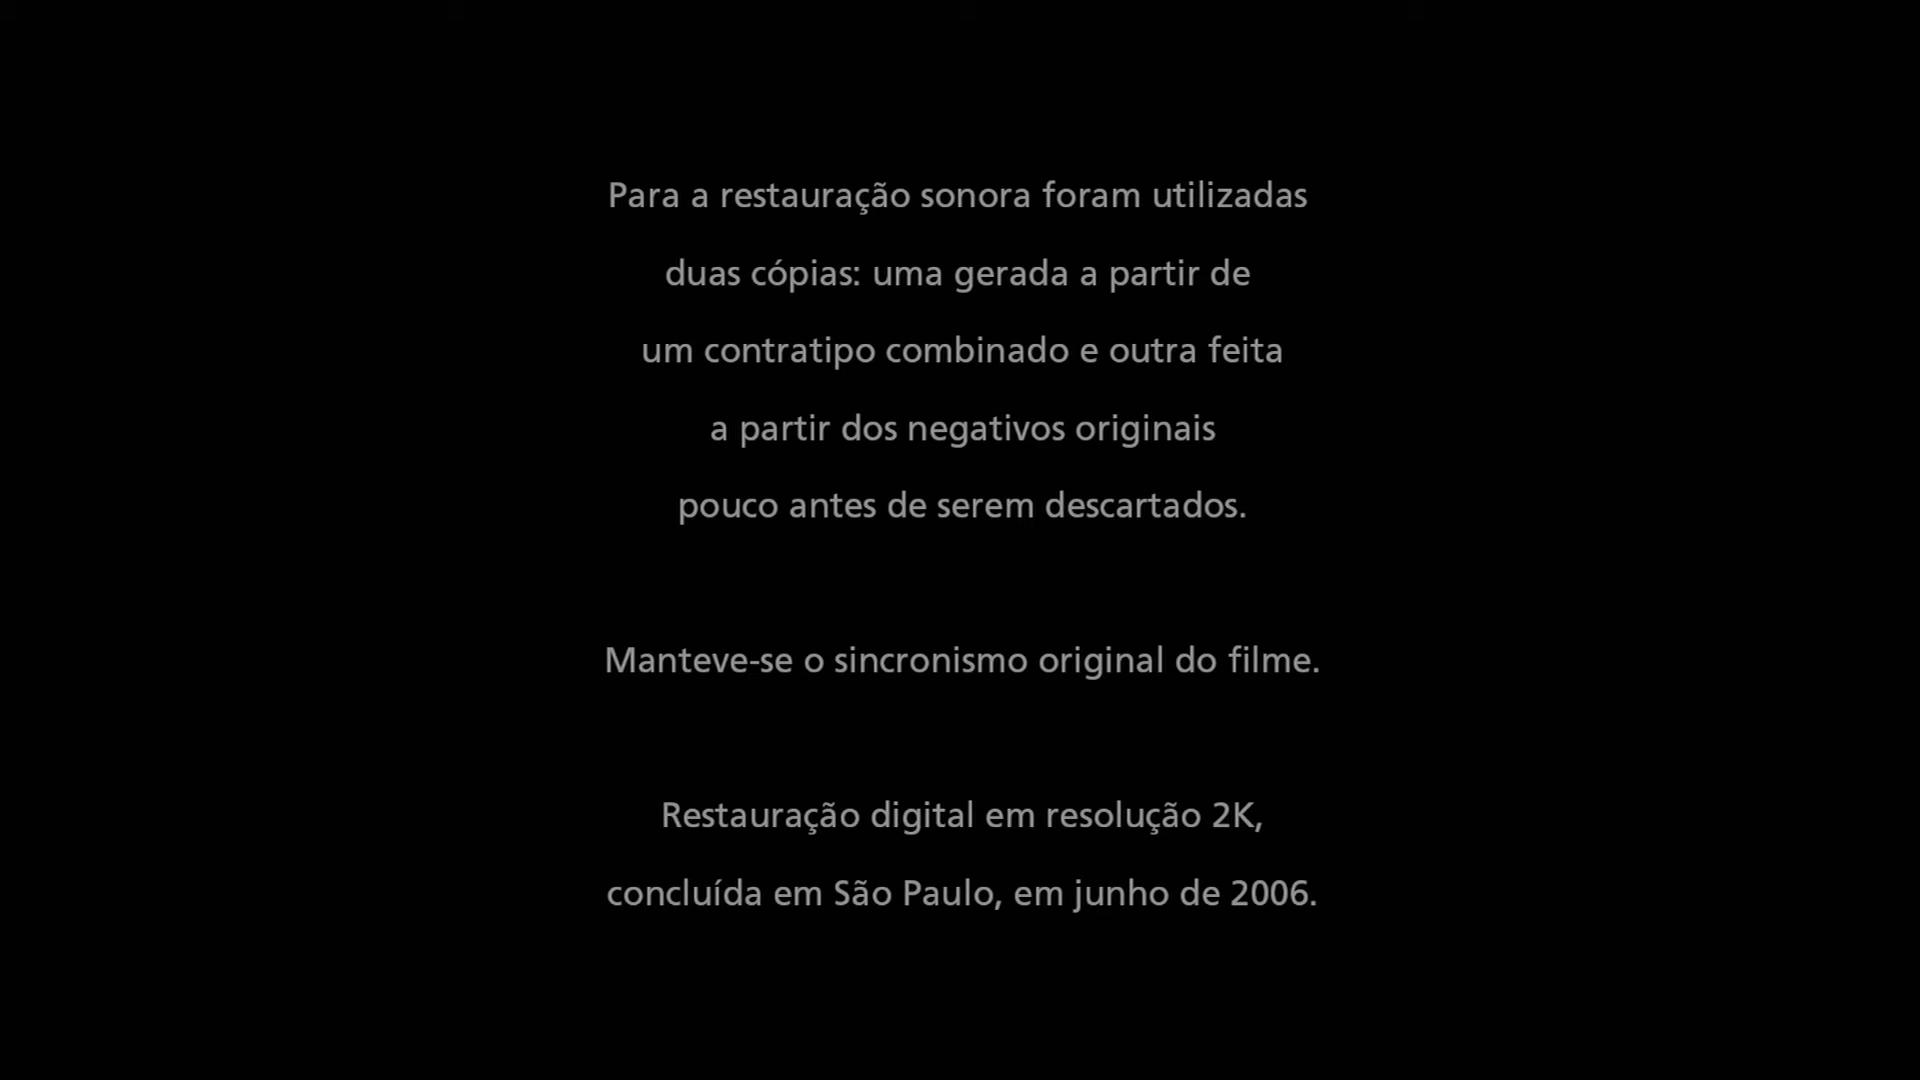 Para a restauração sonora foram utilizadas
duas cópias: uma gerada a partir de
um contratipo combinado e outra feita
a partir dos negativos originais
pouco antes de serem descartados.
Manteve-se o sincronismo original do filme.
Restauração digital em resolução 2K,
concluída em São Paulo, em junho de 2006.